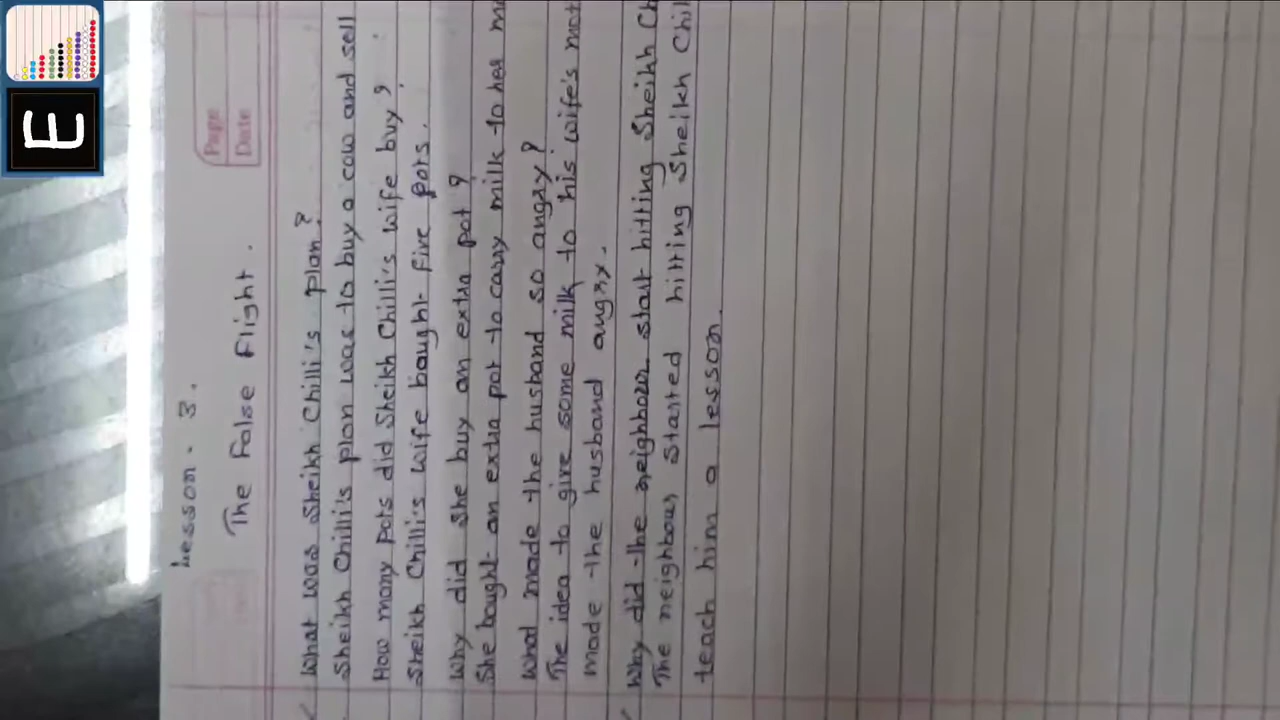 E
Page
Date
Lesson - 3.
The False Flight.
What was Sheikh Chilli's plan?
Sheikh Chilli's plan was to buy a cow and sell
How many pots did Sheikh Chilli's wife buy?
Sheikh Chilli's wife bought five pots.
Why did she buy an extra pot?
She bought an extra pot to carry milk to her
What made the husband so angry?
The idea to give some milk to his wife's
made the husband angry.
Why did the neighbour start hitting Sheikh
The neighbour started hitting Sheikh
teach him a lesson.